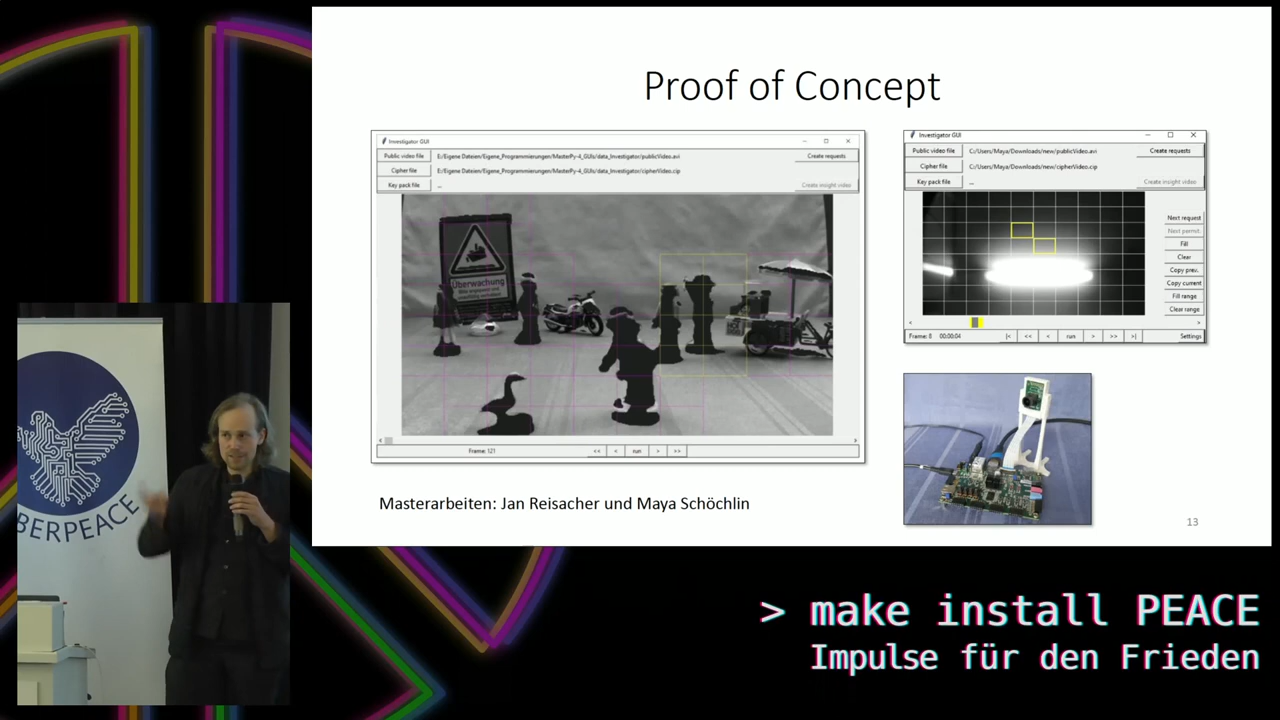 Proof of Concept
Investigator GUI
Public video file
E:/Eigene Dateien/Eigene_Programmierungen/MasterPy-4_GUIs/data_Investigator/publicVideo.avi
Create requests
Cipher file
E:/Eigene Dateien/Eigene_Programmierungen/MasterPy-4_GUIs/data_Investigator/cipherVideo.cip
Key pack file
...
Create insight video
Überwachung
Frame: 121
<<
<
run
>
>>
Investigator GUI
Public video file
C:/Users/Maya/Downloads/new/publicVideo.avi
Create requests
Cipher file
C:/Users/Maya/Downloads/new/cipherVideo.cip
Key pack file
...
Create insight video
Next request
Next permit.
Fill
Clear
Copy prev.
Copy current
Fill range
Clear range
Frame: 8 00:00:04
|<
<<
<
run
>
>>
>|
Settings
Masterarbeiten: Jan Reisacher und Maya Schöchlin
13
BERPEACE
> make install PEACE
Impulse für den Frieden